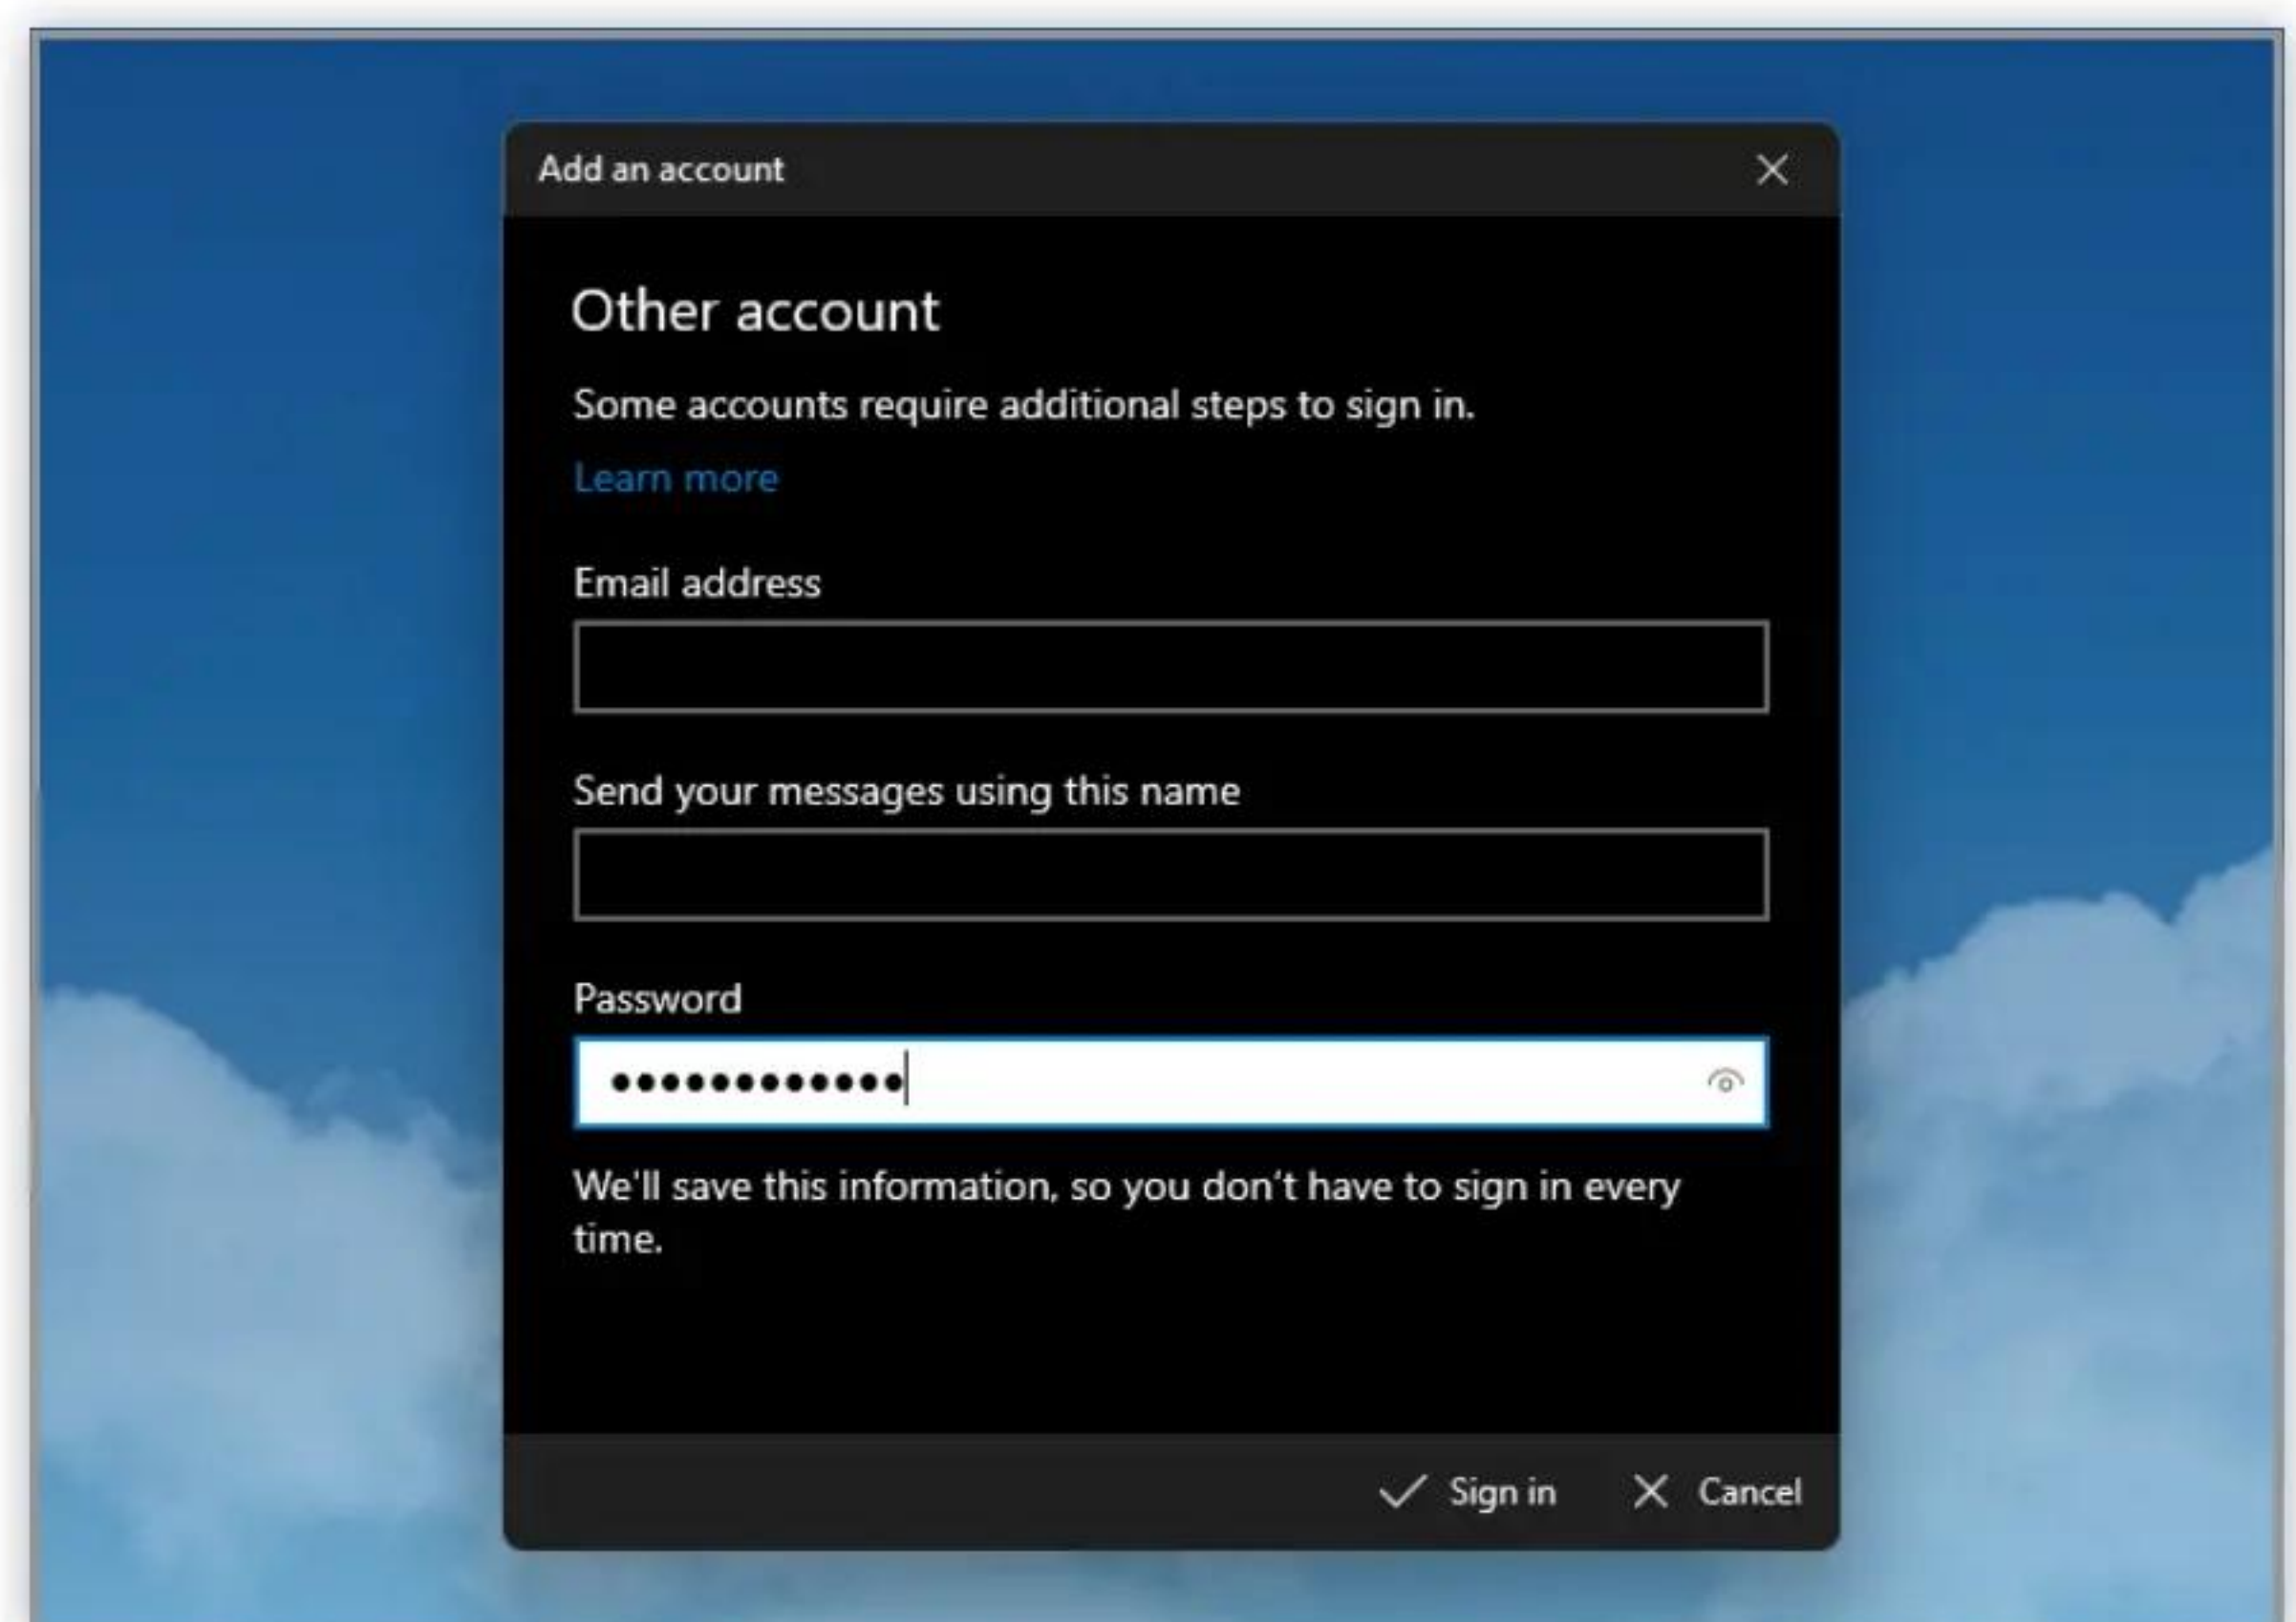 Add an account
Other account
Some accounts require additional steps to sign in.
Learn more
Email address
Send your messages using this name
Password
••••••••••••
We'll save this information, so you don't have to sign in every
time.
Sign in
Cancel